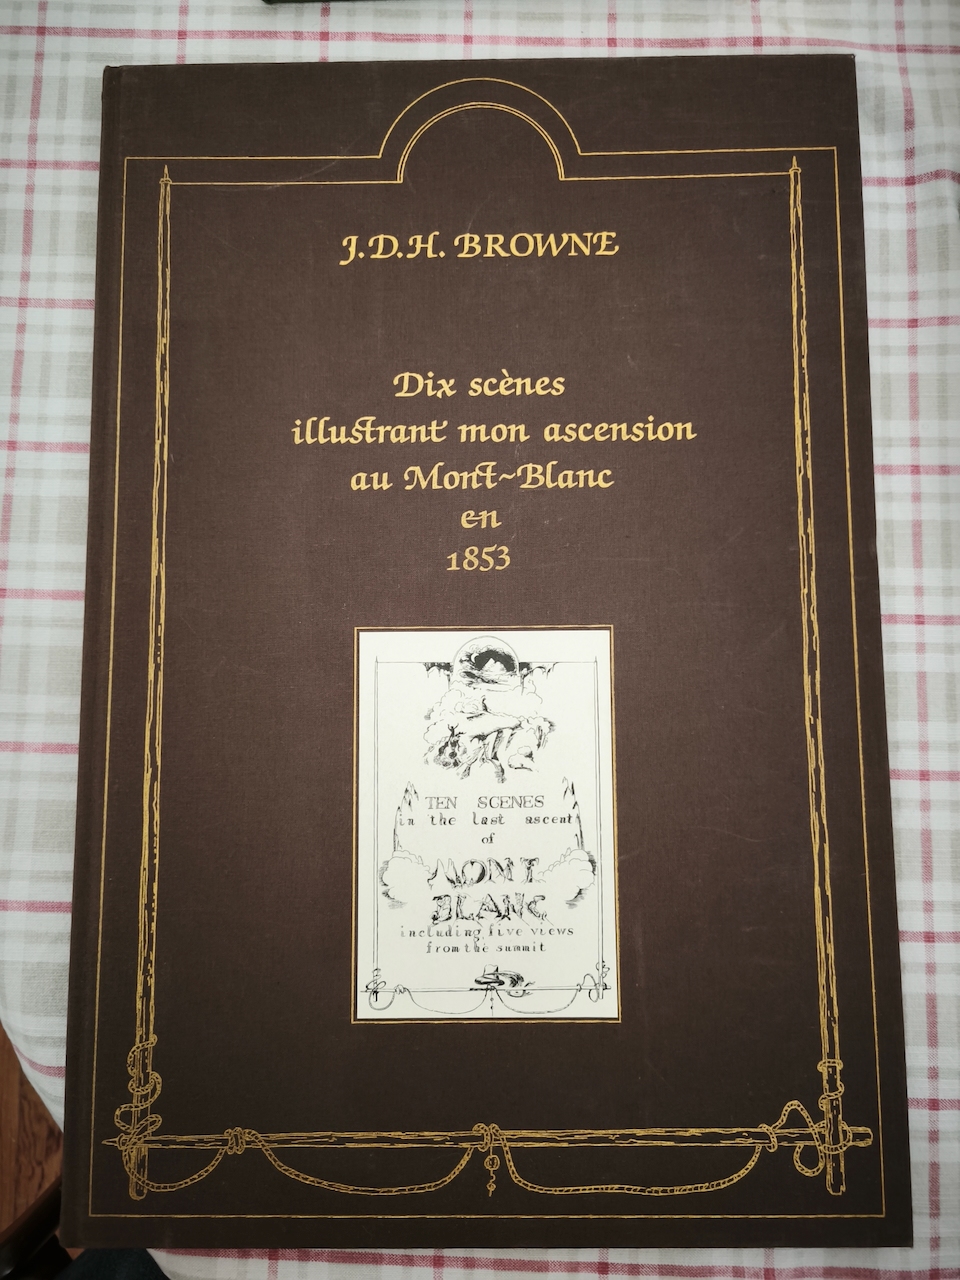 J.D.H. BROWNE
Dix scènes
illustrant mon ascension
au Mont-Blanc
en
1853
TEN SCENES
in the last ascent
of
MONT
BLANC
including five views
from the summit